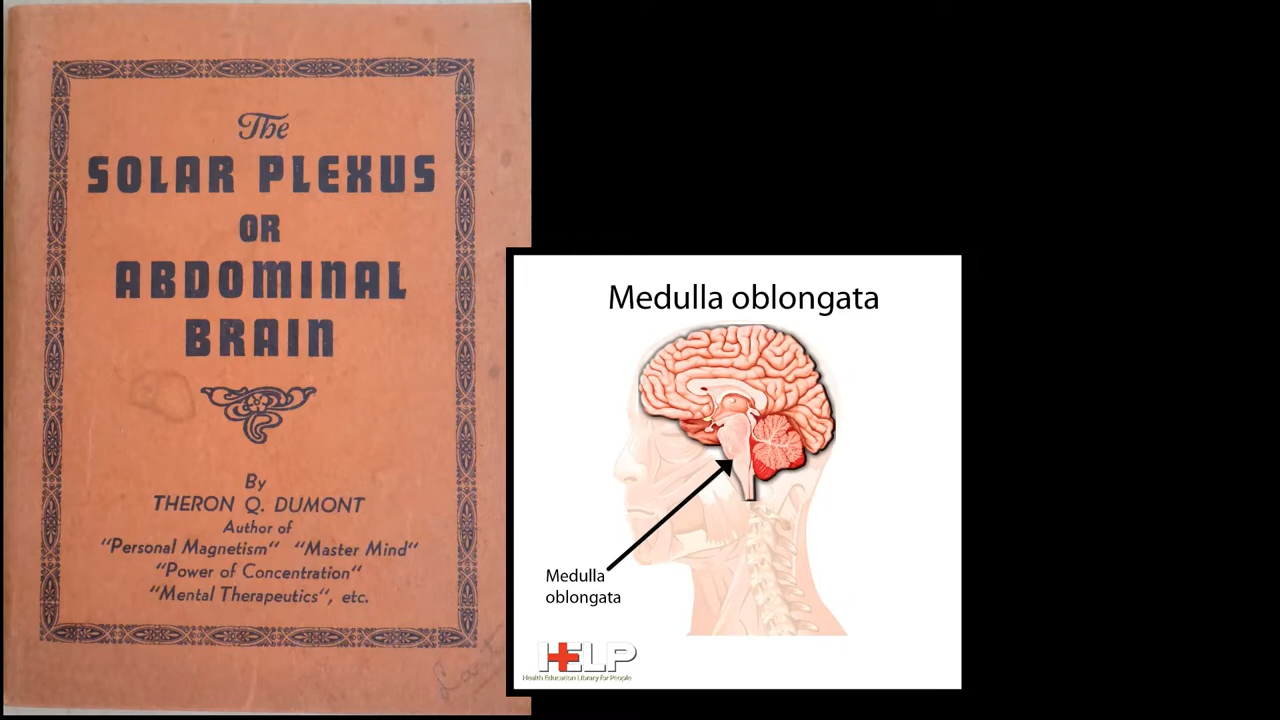 The
SOLAR PLEXUS
OR
ABDOMINAL
BRAIN
By
THERON Q. DUMONT
Author of
"Personal Magnetism" "Master Mind"
"Power of Concentration"
"Mental Therapeutics", etc.
Medulla oblongata
Medulla
oblongata
HELP
Health Education Library for People